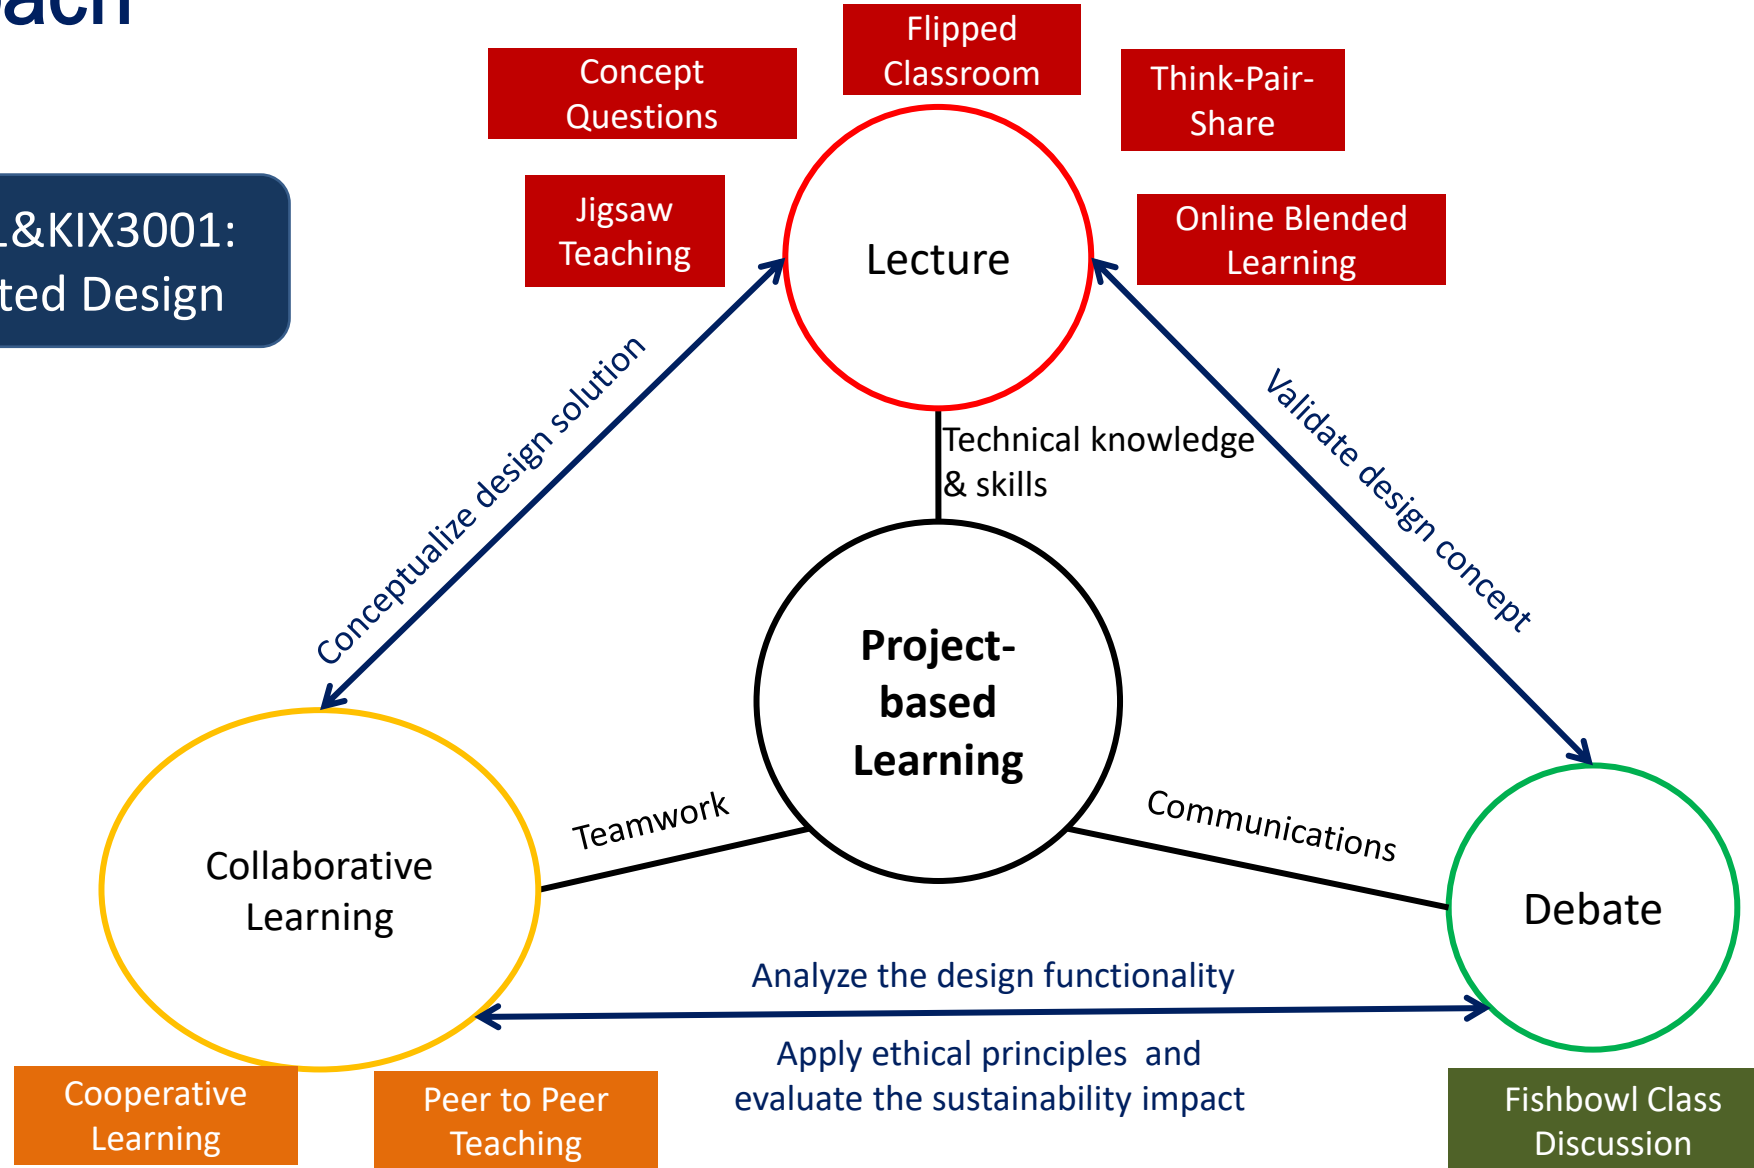 Flipped
Classroom
Concept
Questions
Think-Pair-
Share
&KIX3001:
ted Design
Jigsaw
Teaching
Lecture
Online Blended
Learning
Conceptualize design solution
Validate design concept
Technical knowledge
& skills
Project-
based
Learning
Teamwork
Communications
Collaborative
Learning
Debate
Analyze the design functionality
Apply ethical principles and
evaluate the sustainability impact
Cooperative
Learning
Peer to Peer
Teaching
Fishbowl Class
Discussion